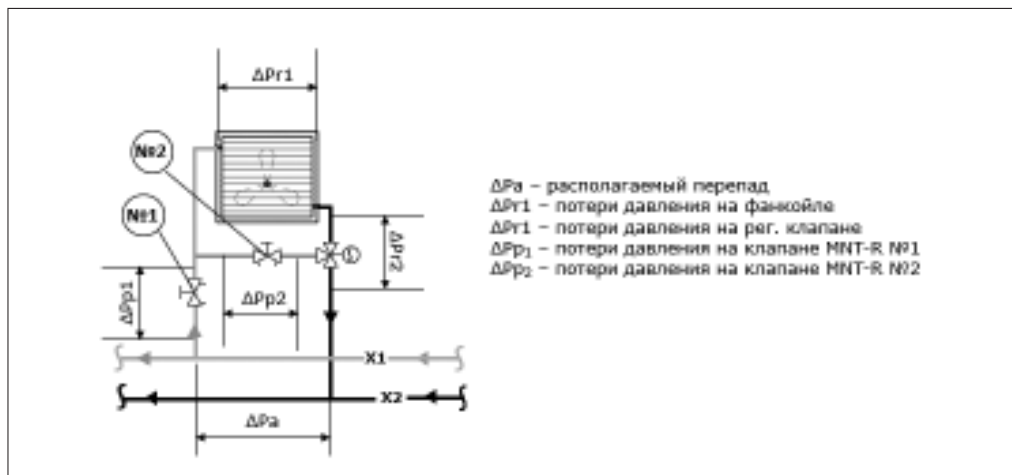 ΔPr1
№2
№1
ΔPr2
ΔPp1
ΔPp2
X1
X2
ΔPa
ΔPa – располагаемый перепад
ΔPr1 – потери давления на фанкойле
ΔPr1 – потери давления на рег. клапане
ΔPp₁ – потери давления на клапане MNT-R №1
ΔPp₂ – потери давления на клапане MNT-R №2